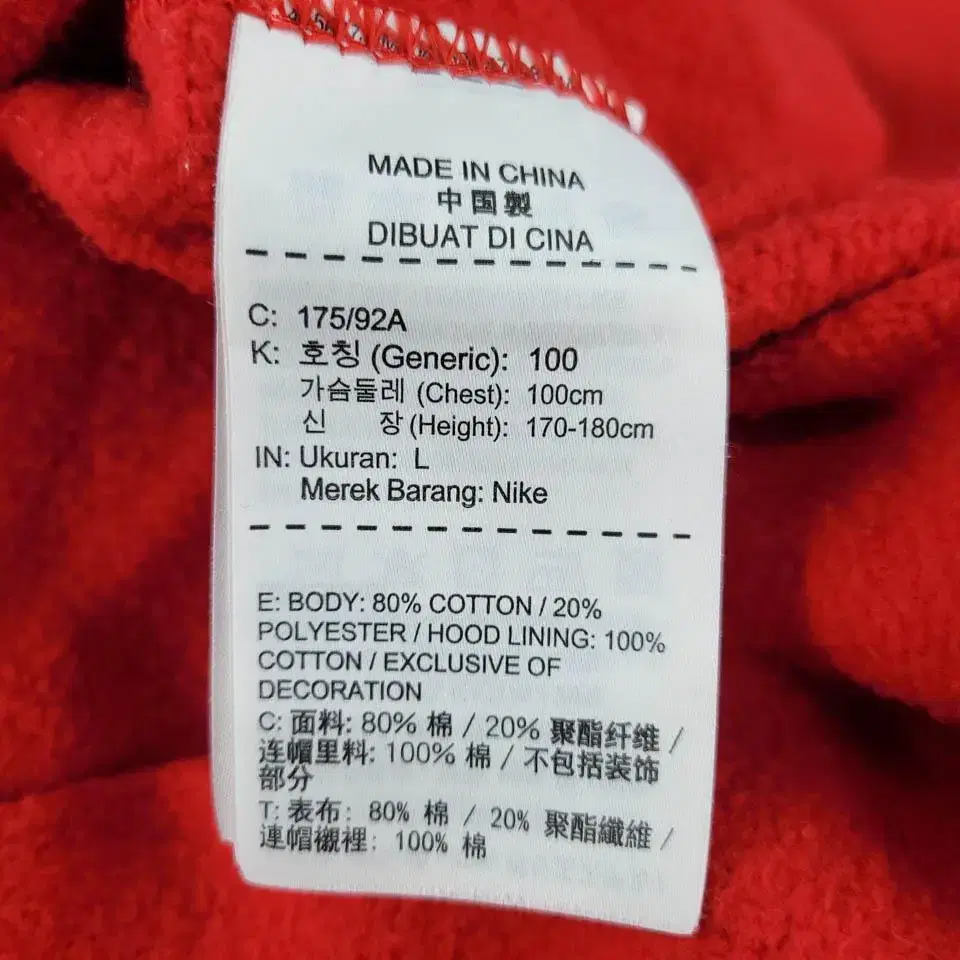 MADE IN CHINA
中国製
DIBUAT DI CINA
C: 175/92A
K: 호칭 (Generic): 100
가슴둘레 (Chest): 100cm
신 장 (Height): 170-180cm
IN: Ukuran: L
Merek Barang: Nike
E: BODY: 80% COTTON / 20%
POLYESTER / HOOD LINING: 100%
COTTON / EXCLUSIVE OF
DECORATION
C: 面料: 80% 棉 / 20% 聚酯纤维 /
连帽里料: 100% 棉 / 不包括装饰
部分
T: 表布: 80% 棉 / 20% 聚酯纖維 /
連帽襯裡: 100% 棉